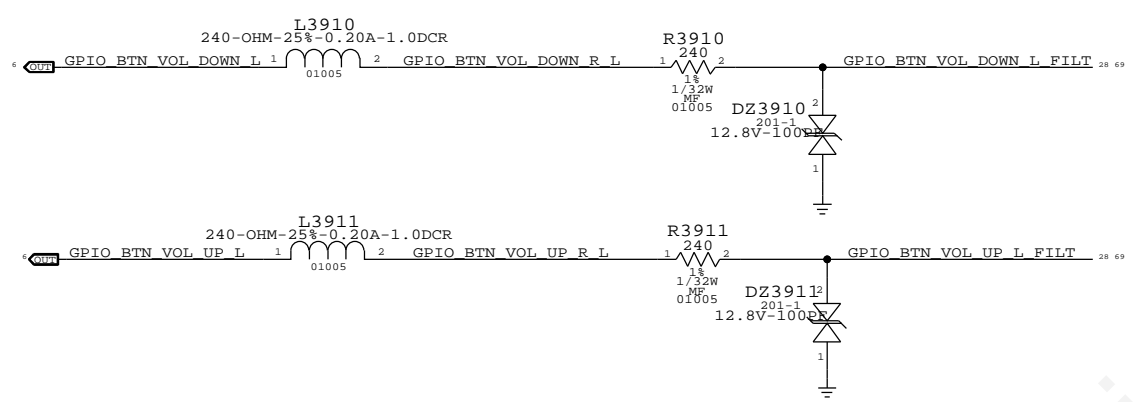 L3910
240-OHM-25%-0.20A-1.0DCR
R3910
6 OUT GPIO_BTN_VOL_DOWN_L 1 2 GPIO_BTN_VOL_DOWN_R_L 1 240 2 GPIO_BTN_VOL_DOWN_L_FILT 28 69
01005
1%
1/32W
MF
01005
DZ3910 2
201-1
12.8V-100PF
1
L3911
240-OHM-25%-0.20A-1.0DCR
R3911
6 OUT GPIO_BTN_VOL_UP_L 1 2 GPIO_BTN_VOL_UP_R_L 1 240 2 GPIO_BTN_VOL_UP_L_FILT 28 69
01005
1%
1/32W
MF
01005
DZ3911 2
201-1
12.8V-100PF
1